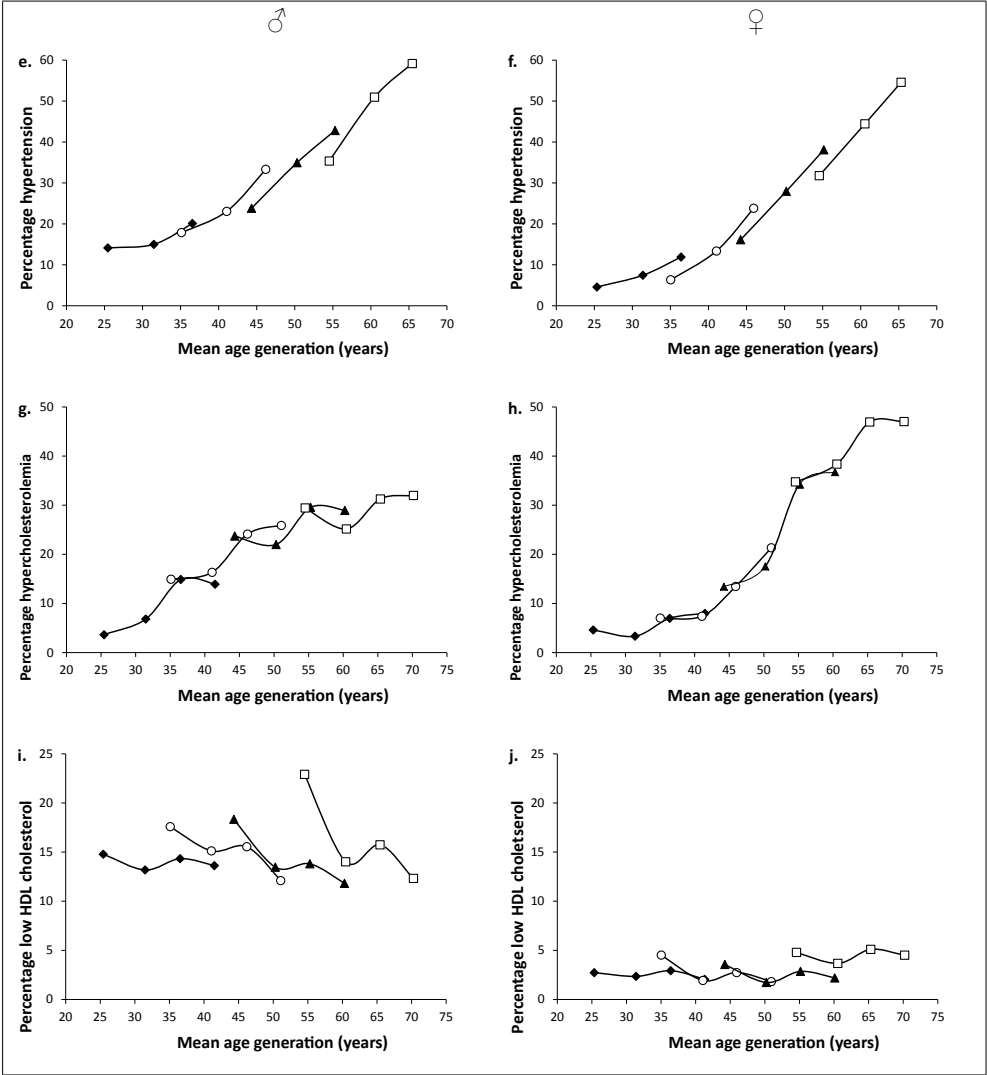 ♂ ♀
e. f.
Percentage hypertension
60
50
40
30
20
10
0
20 25 30 35 40 45 50 55 60 65 70
Mean age generation (years)
Percentage hypertension
60
50
40
30
20
10
0
20 25 30 35 40 45 50 55 60 65 70
Mean age generation (years)
g. h.
Percentage hypercholesterolemia
50
40
30
20
10
0
20 25 30 35 40 45 50 55 60 65 70 75
Mean age generation (years)
Percentage hypercholesterolemia
50
40
30
20
10
0
20 25 30 35 40 45 50 55 60 65 70 75
Mean age generation (years)
i. j.
Percentage low HDL cholesterol
25
20
15
10
5
0
20 25 30 35 40 45 50 55 60 65 70 75
Mean age generation (years)
Percentage low HDL choletserol
25
20
15
10
5
0
20 25 30 35 40 45 50 55 60 65 70 75
Mean age generation (years)